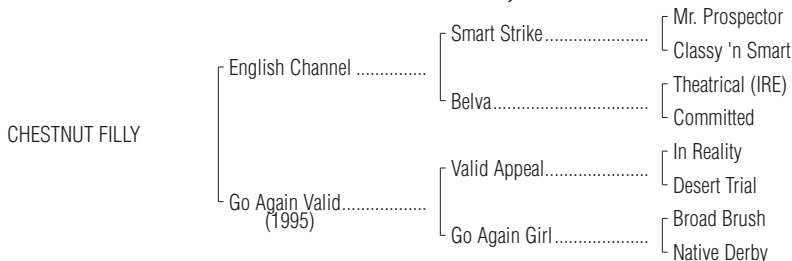 Mr. Prospector
Smart Strike.......................
Classy 'n Smart
English Channel ...............
Theatrical (IRE)
Belva..................................
Committed
CHESTNUT FILLY
In Reality
Valid Appeal.......................
Desert Trial
Go Again Valid..................
(1995)
Broad Brush
Go Again Girl.....................
Native Derby